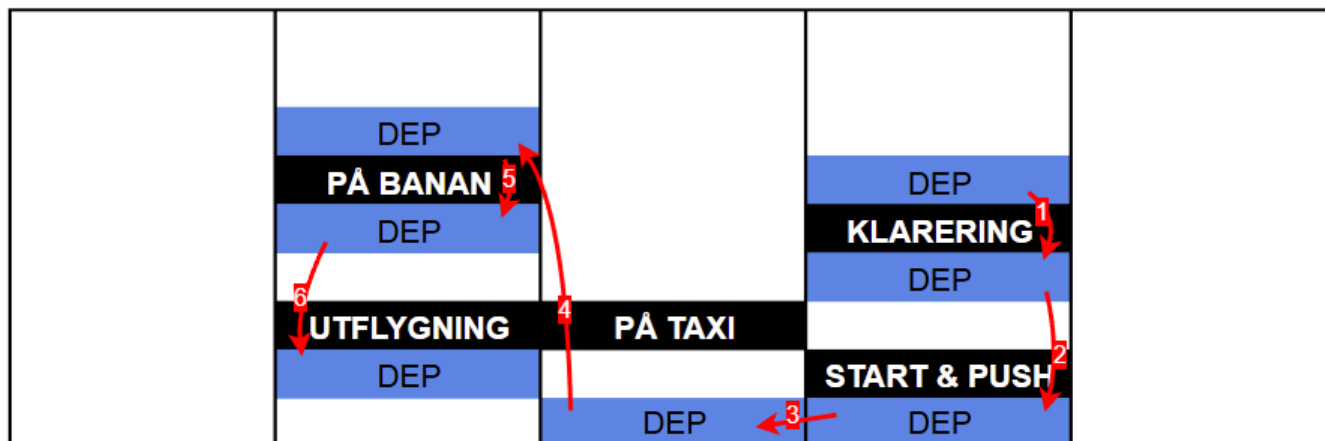 DEP
PÅ BANAN
5
DEP
6
UTFLYGNING
DEP
4
PÅ TAXI
DEP
3
DEP
1
KLARERING
DEP
2
START & PUSH
DEP